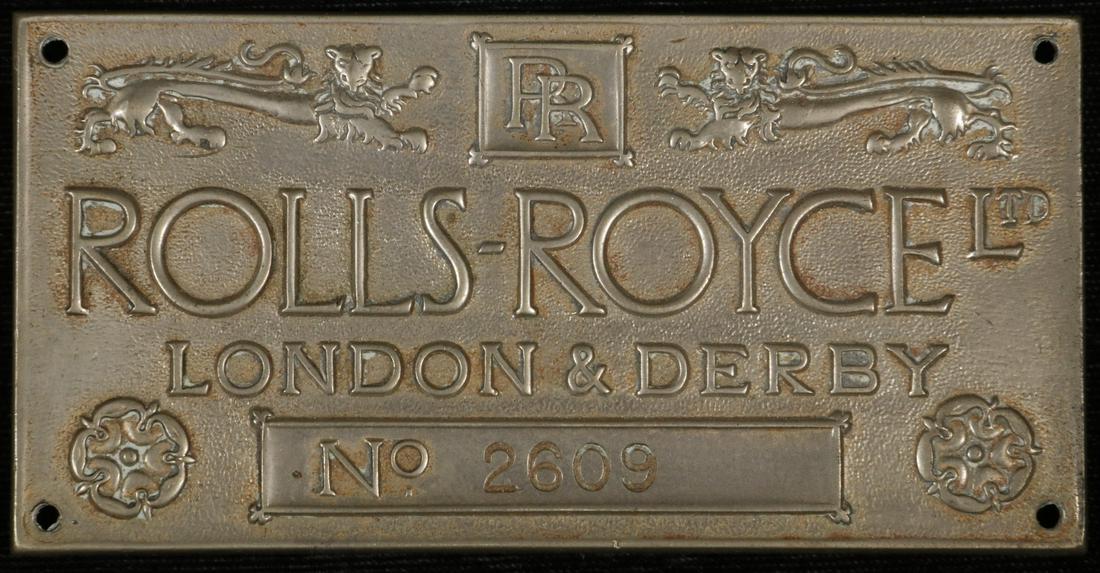 RR
ROLLS-ROYCE LTD
LONDON & DERBY
No 2609